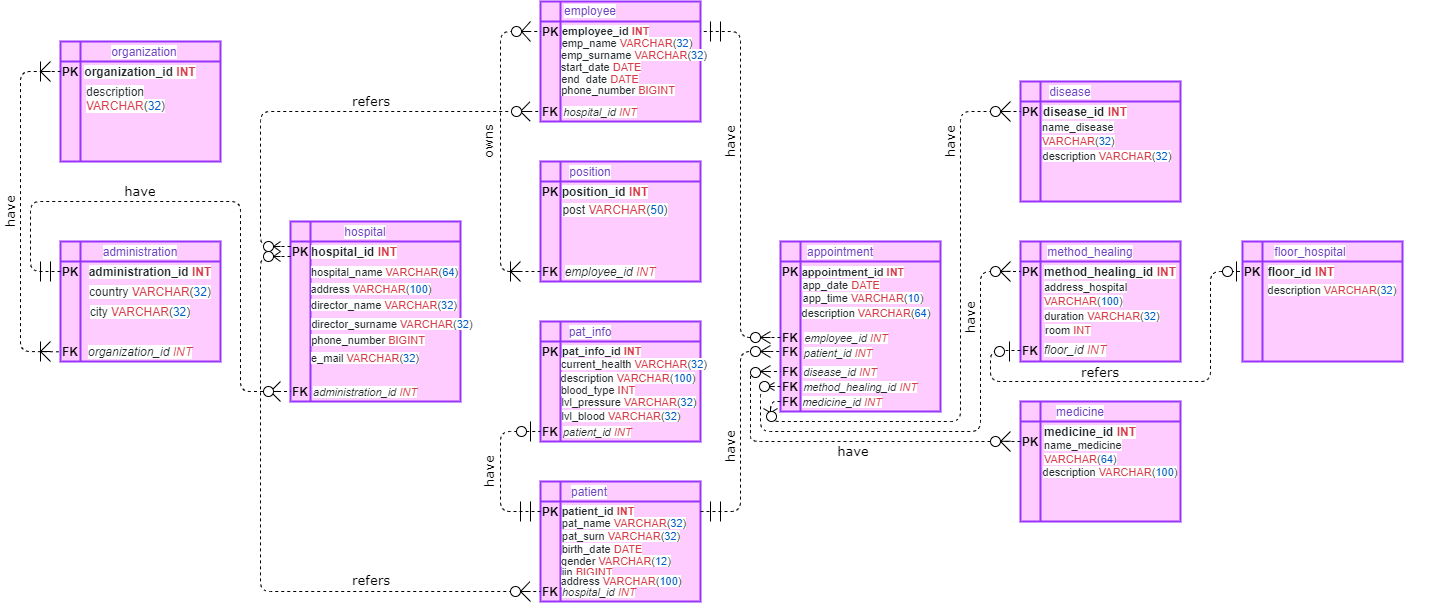 organization
PK organization_id INT
description
VARCHAR(32)
have
have
administration
PK administration_id INT
country VARCHAR(32)
city VARCHAR(32)
FK organization_id INT
refers
hospital
PK hospital_id INT
hospital_name VARCHAR(64)
address VARCHAR(100)
director_name VARCHAR(32)
director_surname VARCHAR(32)
phone_number BIGINT
e_mail VARCHAR(32)
FK administration_id INT
refers
employee
PK employee_id INT
emp_name VARCHAR(32)
emp_surname VARCHAR(32)
start_date DATE
end_date DATE
phone_number BIGINT
FK hospital_id INT
owns
position
PK position_id INT
post VARCHAR(50)
FK employee_id INT
pat_info
PK pat_info_id INT
current_health VARCHAR(32)
description VARCHAR(100)
blood_type INT
lvl_pressure VARCHAR(32)
lvl_blood VARCHAR(32)
FK patient_id INT
have
patient
PK patient_id INT
pat_name VARCHAR(32)
pat_surn VARCHAR(32)
birth_date DATE
gender VARCHAR(12)
iin BIGINT
address VARCHAR(100)
FK hospital_id INT
have
have
appointment
PK appointment_id INT
app_date DATE
app_time VARCHAR(10)
description VARCHAR(64)
FK employee_id INT
FK patient_id INT
FK disease_id INT
FK method_healing_id INT
FK medicine_id INT
have
have
have
disease
PK disease_id INT
name_disease
VARCHAR(32)
description VARCHAR(32)
method_healing
PK method_healing_id INT
address_hospital
VARCHAR(100)
duration VARCHAR(32)
room INT
FK floor_id INT
refers
floor_hospital
PK floor_id INT
description VARCHAR(32)
medicine
PK medicine_id INT
name_medicine
VARCHAR(64)
description VARCHAR(100)